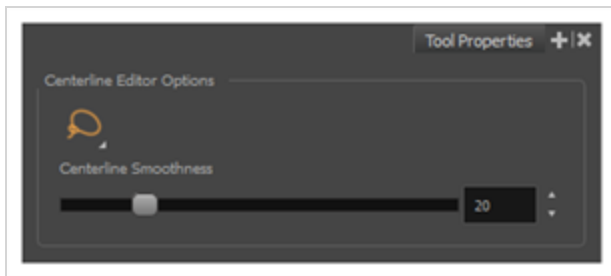 Tool Properties
Centerline Editor Options
Centerline Smoothness
20